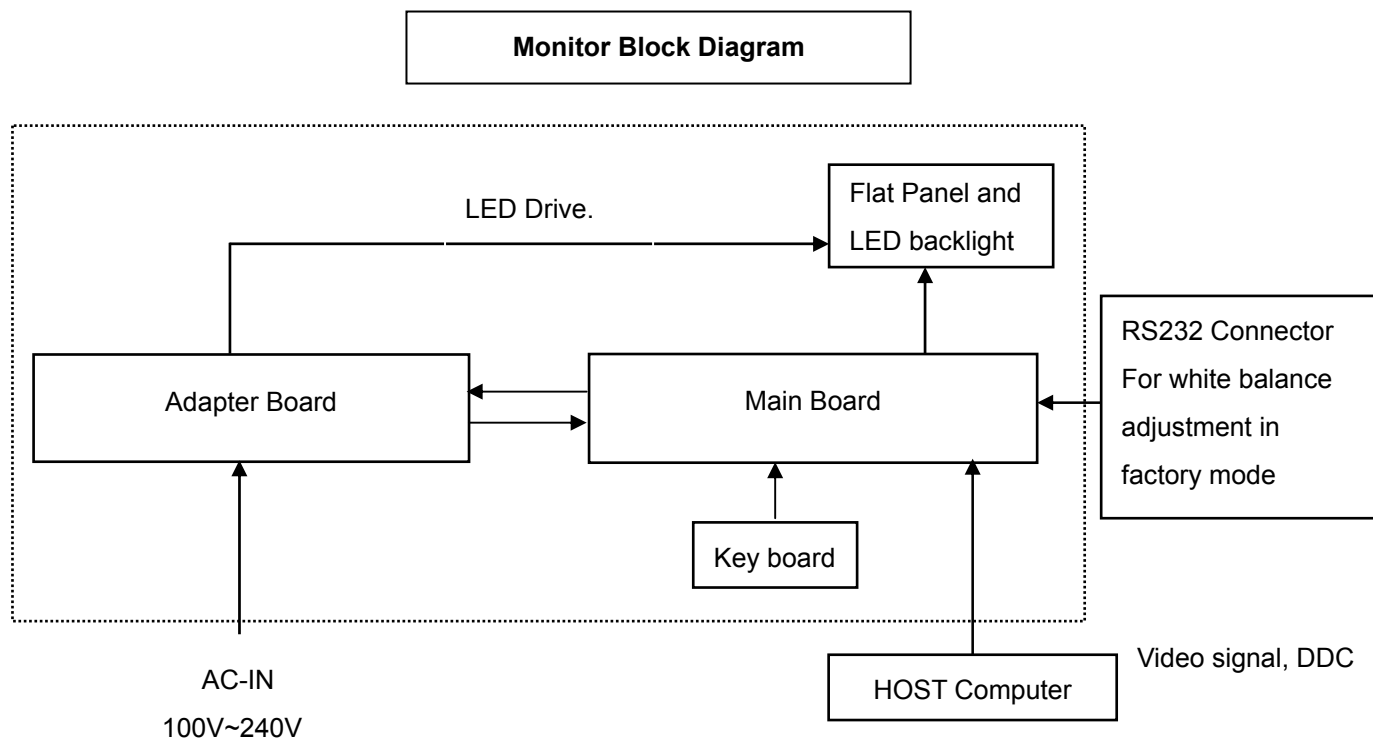 Monitor Block Diagram
LED Drive.
Flat Panel and
LED backlight
Adapter Board
Main Board
RS232 Connector
For white balance
adjustment in
factory mode
Key board
AC-IN
100V~240V
HOST Computer
Video signal, DDC